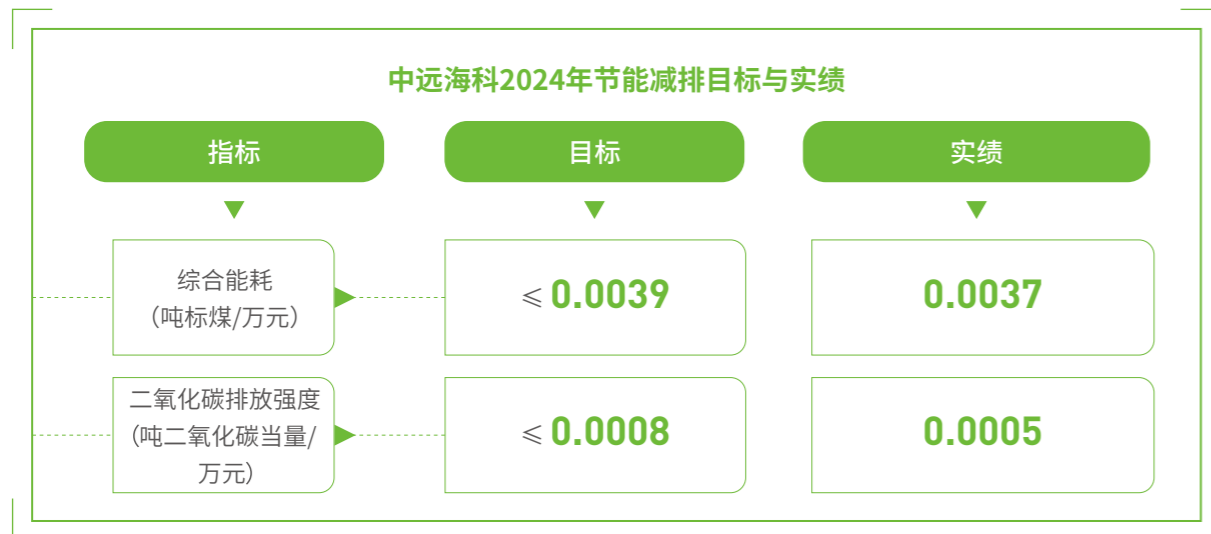 中远海科2024年节能减排目标与实绩
指标
目标
实绩
综合能耗
（吨标煤/万元）
≤ 0.0039
0.0037
二氧化碳排放强度
（吨二氧化碳当量/
万元）
≤ 0.0008
0.0005